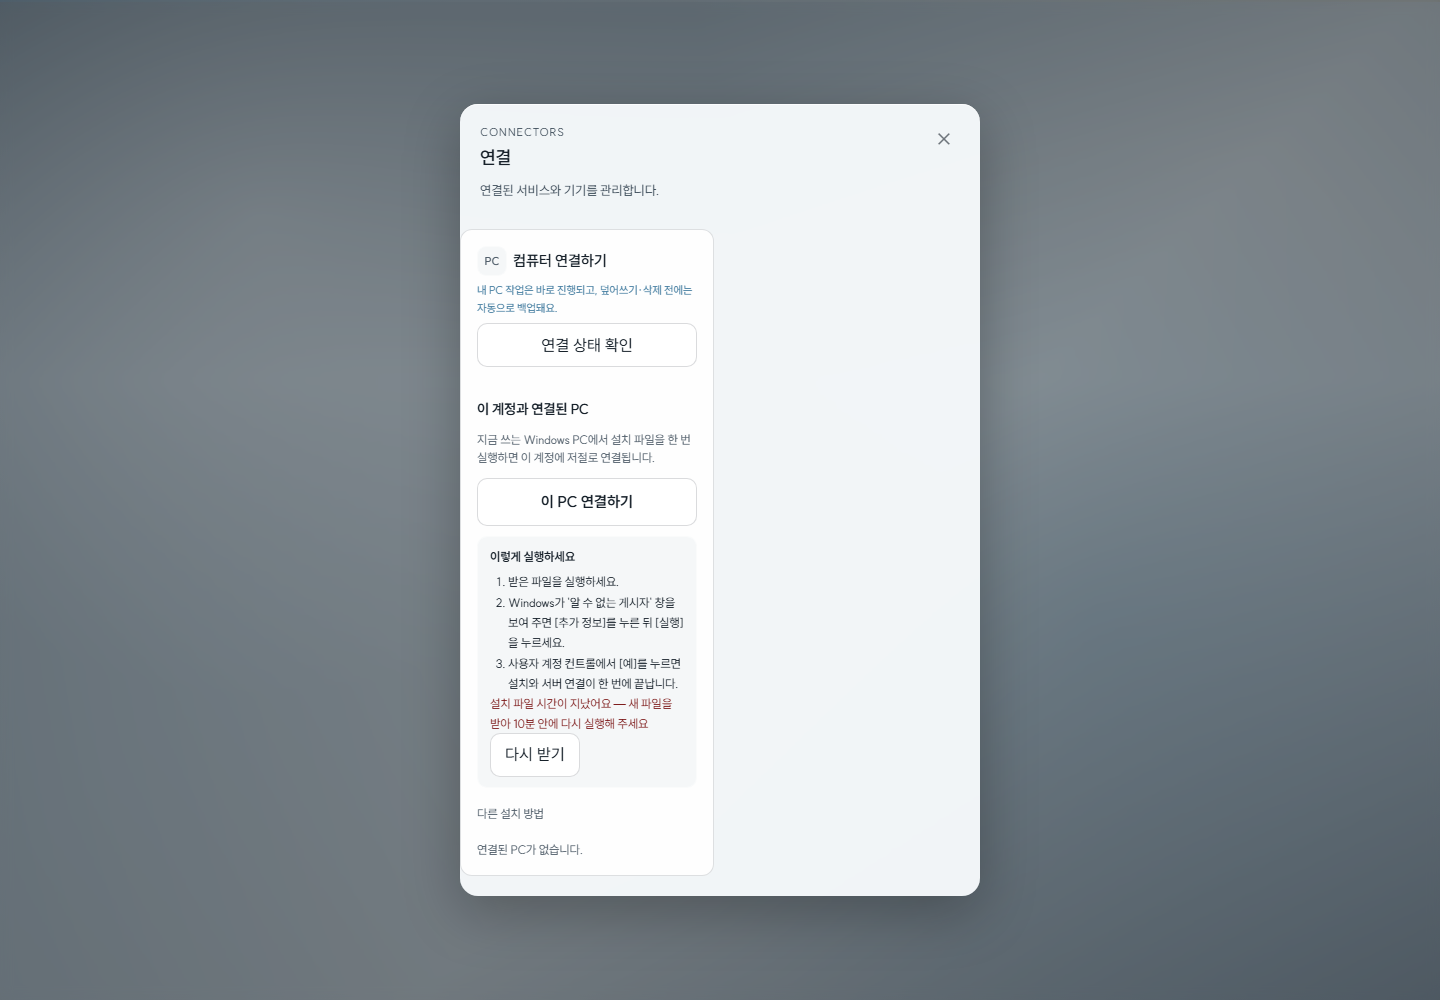 CONNECTORS
연결
연결된 서비스와 기기를 관리합니다.
PC 컴퓨터 연결하기
내 PC 작업은 바로 진행되고, 덮어쓰기·삭제 전에는
자동으로 백업돼요.
연결 상태 확인
이 계정과 연결된 PC
지금 쓰는 Windows PC에서 설치 파일을 한 번
실행하면 이 계정에 저절로 연결됩니다.
이 PC 연결하기
이렇게 실행하세요
1. 받은 파일을 실행하세요.
2. Windows가 '알 수 없는 게시자' 창을
보여 주면 [추가 정보]를 누른 뒤 [실행]
을 누르세요.
3. 사용자 계정 컨트롤에서 [예]를 누르면
설치와 서버 연결이 한 번에 끝납니다.
설치 파일 시간이 지났어요 — 새 파일을
받아 10분 안에 다시 실행해 주세요
다시 받기
다른 설치 방법
연결된 PC가 없습니다.